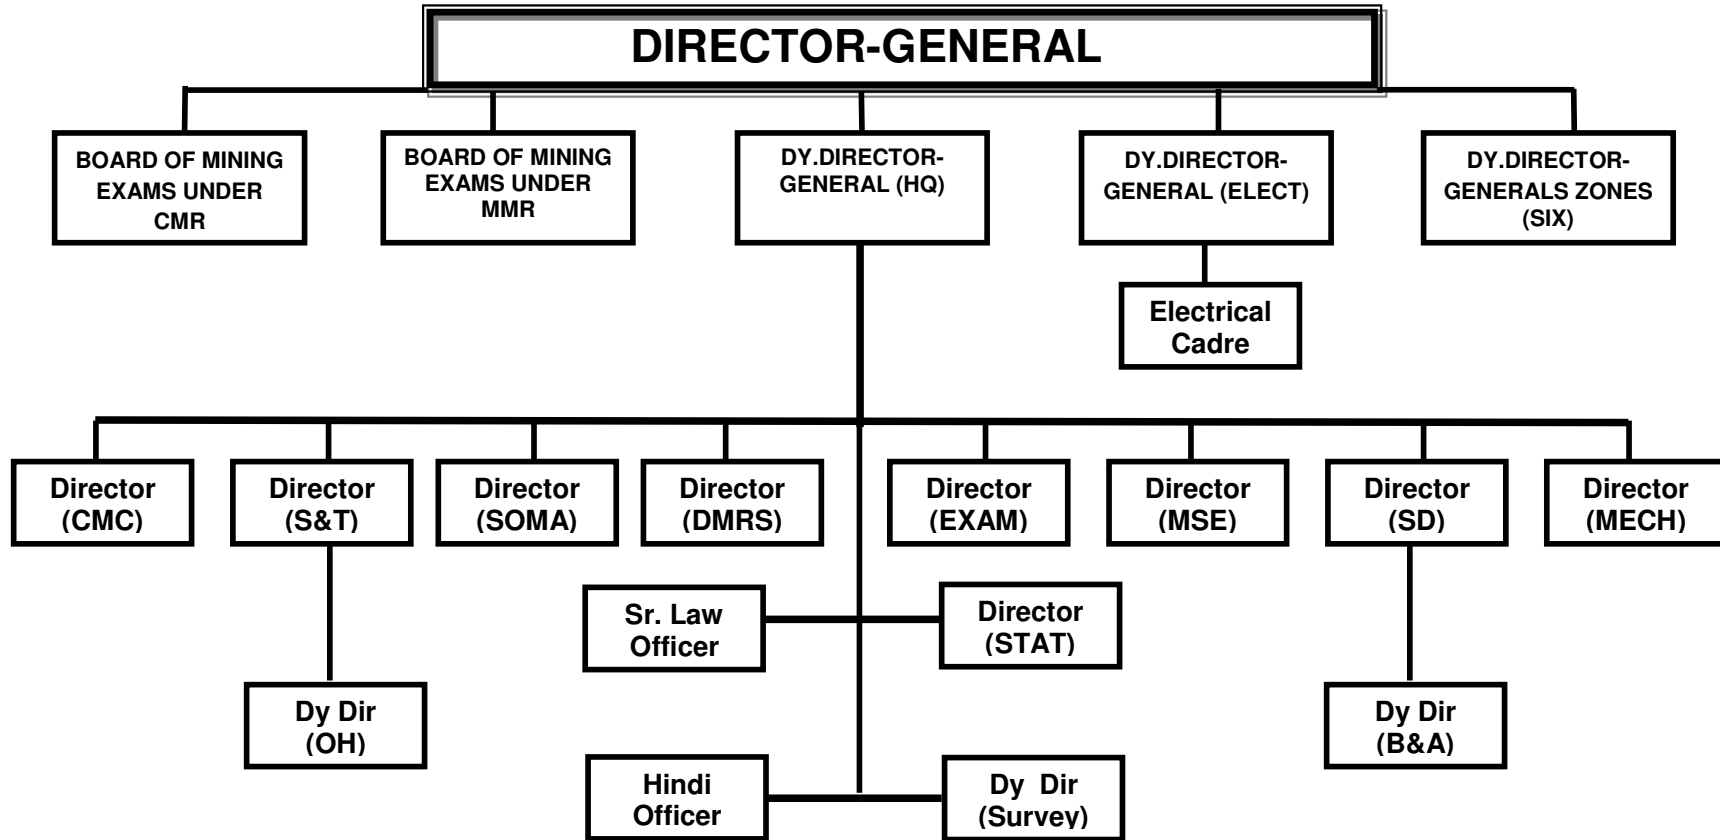 DIRECTOR-GENERAL
BOARD OF MINING
EXAMS UNDER
CMR
BOARD OF MINING
EXAMS UNDER
MMR
DY.DIRECTOR-
GENERAL (HQ)
DY.DIRECTOR-
GENERAL (ELECT)
DY.DIRECTOR-
GENERALS ZONES
(SIX)
Electrical
Cadre
Director
(CMC)
Director
(S&T)
Director
(SOMA)
Director
(DMRS)
Director
(EXAM)
Director
(MSE)
Director
(SD)
Director
(MECH)
Sr. Law
Officer
Director
(STAT)
Dy Dir
(OH)
Dy Dir
(B&A)
Hindi
Officer
Dy Dir
(Survey)